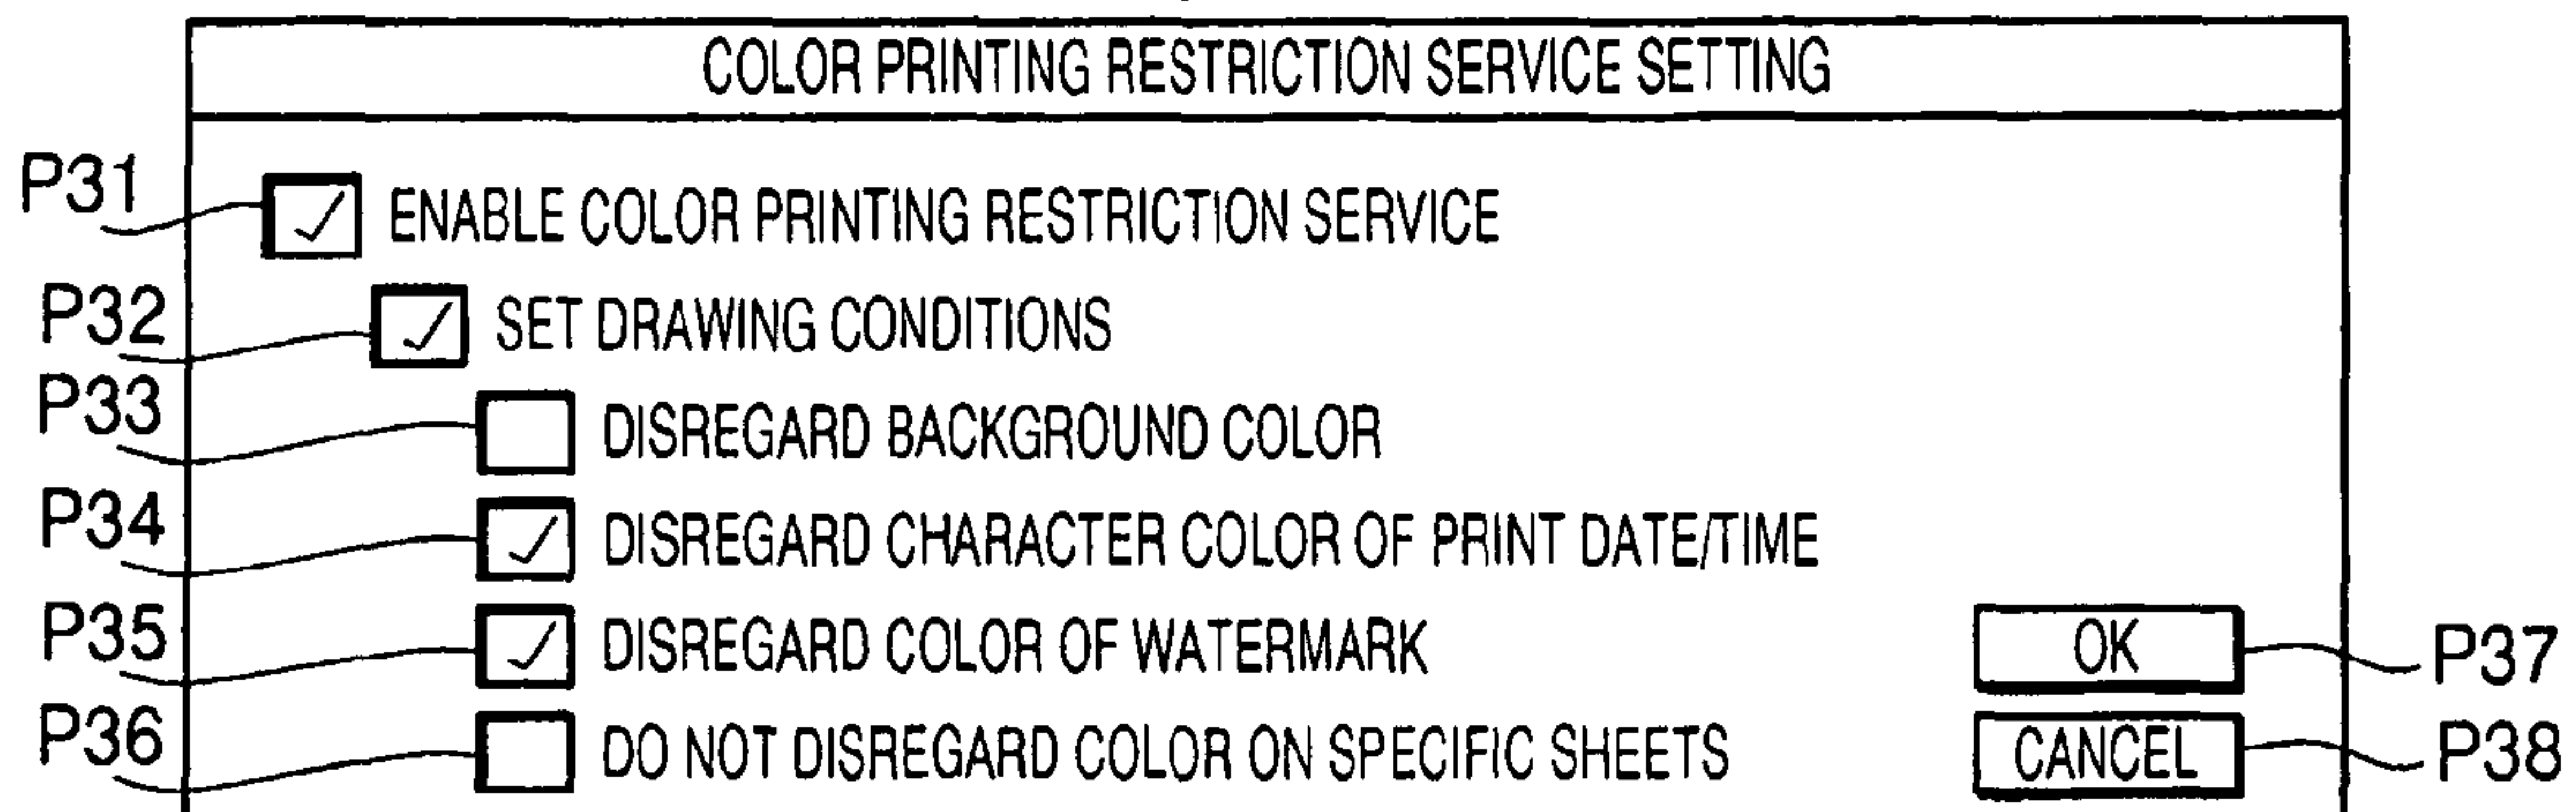 COLOR PRINTING RESTRICTION SERVICE SETTING
P31 ENABLE COLOR PRINTING RESTRICTION SERVICE
P32 SET DRAWING CONDITIONS
P33 DISREGARD BACKGROUND COLOR
P34 DISREGARD CHARACTER COLOR OF PRINT DATE/TIME
P35 DISREGARD COLOR OF WATERMARK OK P37
P36 DO NOT DISREGARD COLOR ON SPECIFIC SHEETS CANCEL P38